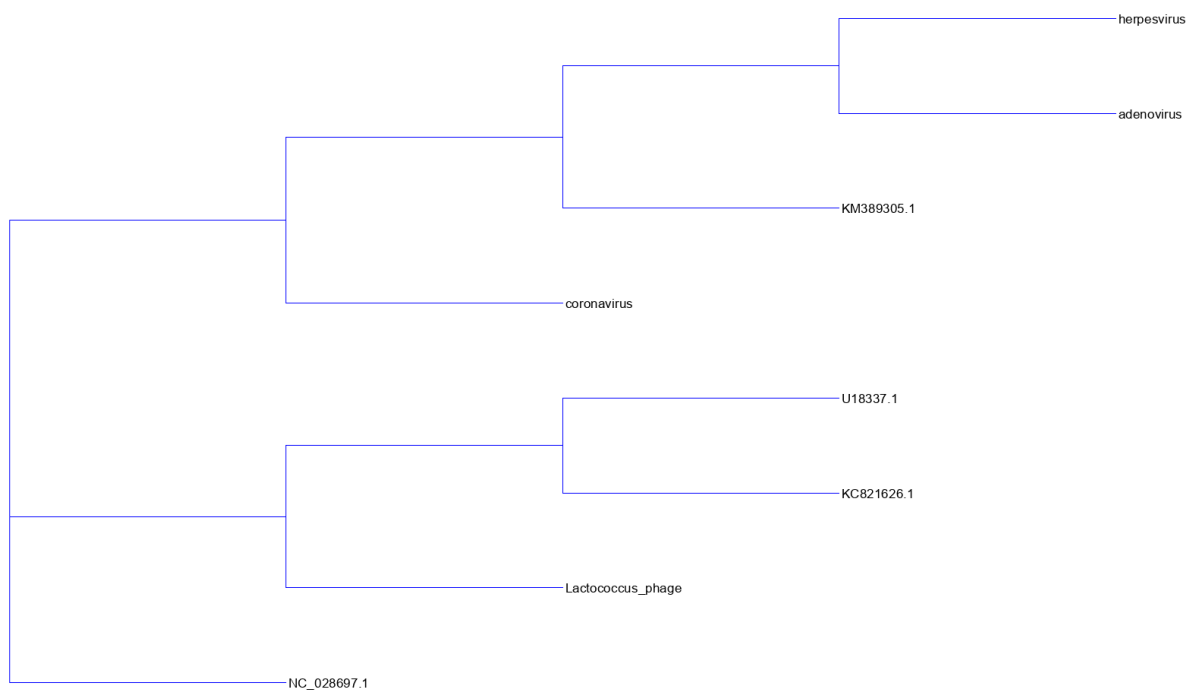 herpesvirus
adenovirus
KM389305.1
coronavirus
U18337.1
KC821626.1
Lactococcus_phage
NC_028697.1